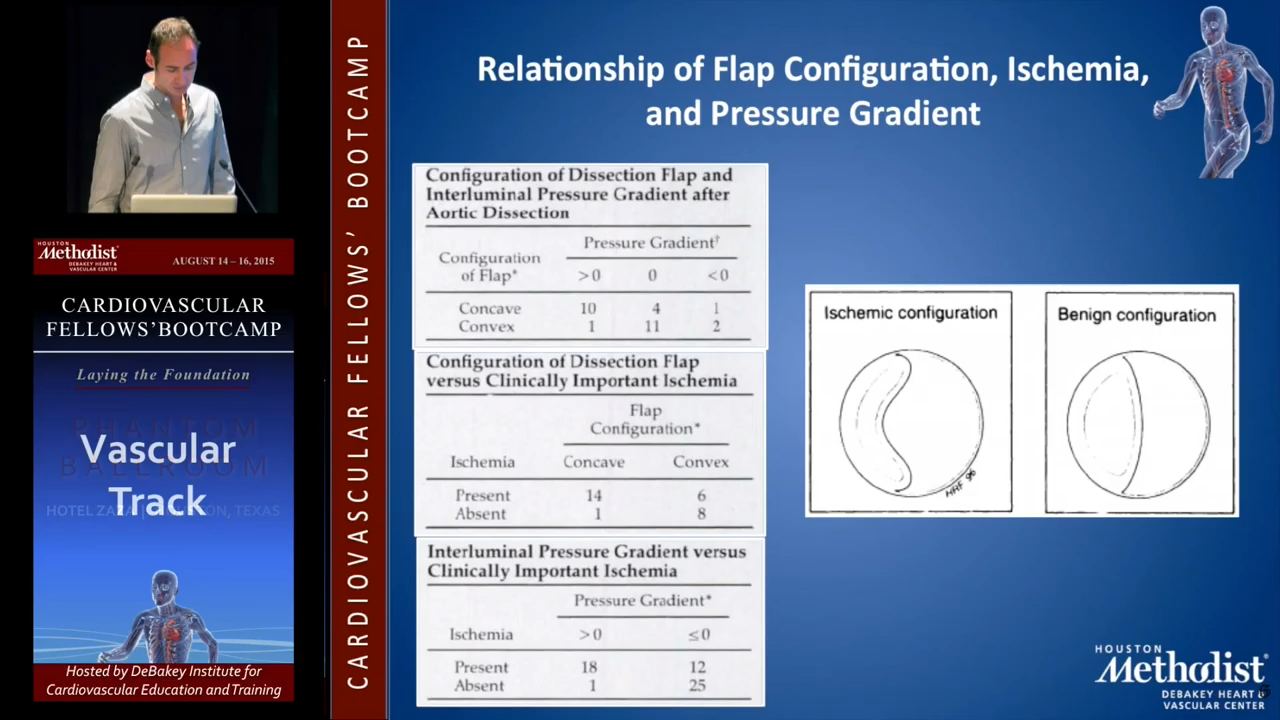 Relationship of Flap Configuration, Ischemia,
and Pressure Gradient
HOUSTON
Methodist
DEBAKEY HEART &
VASCULAR CENTER
AUGUST 14 – 16, 2015
CARDIOVASCULAR
FELLOWS' BOOTCAMP
Laying the Foundation
PHANTOM
BALLROOM
Vascular
Track
HOTEL ZAZA
TEXAS
Hosted by DeBakey Institute for
Cardiovascular Education and Training
CARDIOVASCULAR FELLOWS' BOOTCAMP
Configuration of Dissection Flap and
Interluminal Pressure Gradient after
Aortic Dissection
Pressure Gradient†
Configuration
of Flap* >0 0 <0
Concave 10 4 1
Convex 1 11 2
Configuration of Dissection Flap
versus Clinically Important Ischemia
Flap
Configuration*
Ischemia Concave Convex
Present 14 6
Absent 1 8
Interluminal Pressure Gradient versus
Clinically Important Ischemia
Pressure Gradient*
Ischemia >0 ≤0
Present 18 12
Absent 1 25
Ischemic configuration
Benign configuration
HOUSTON
Methodist
DEBAKEY HEART &
VASCULAR CENTER